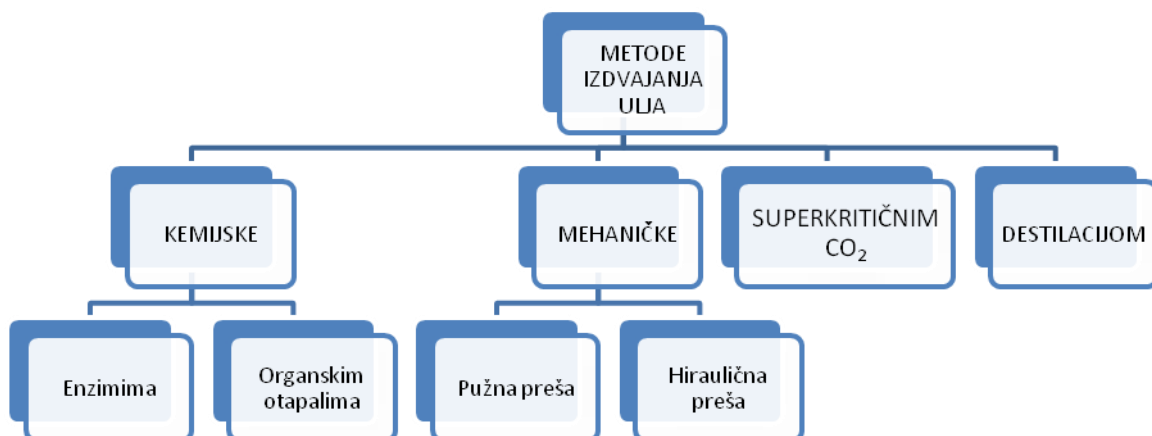 METODE
IZDVAJANJA
ULJA
KEMIJSKE
MEHANIČKE
SUPERKRITIČNIM
CO₂
DESTILACIJOM
Enzimima
Organskim
otapalima
Pužna preša
Hiraulična
preša